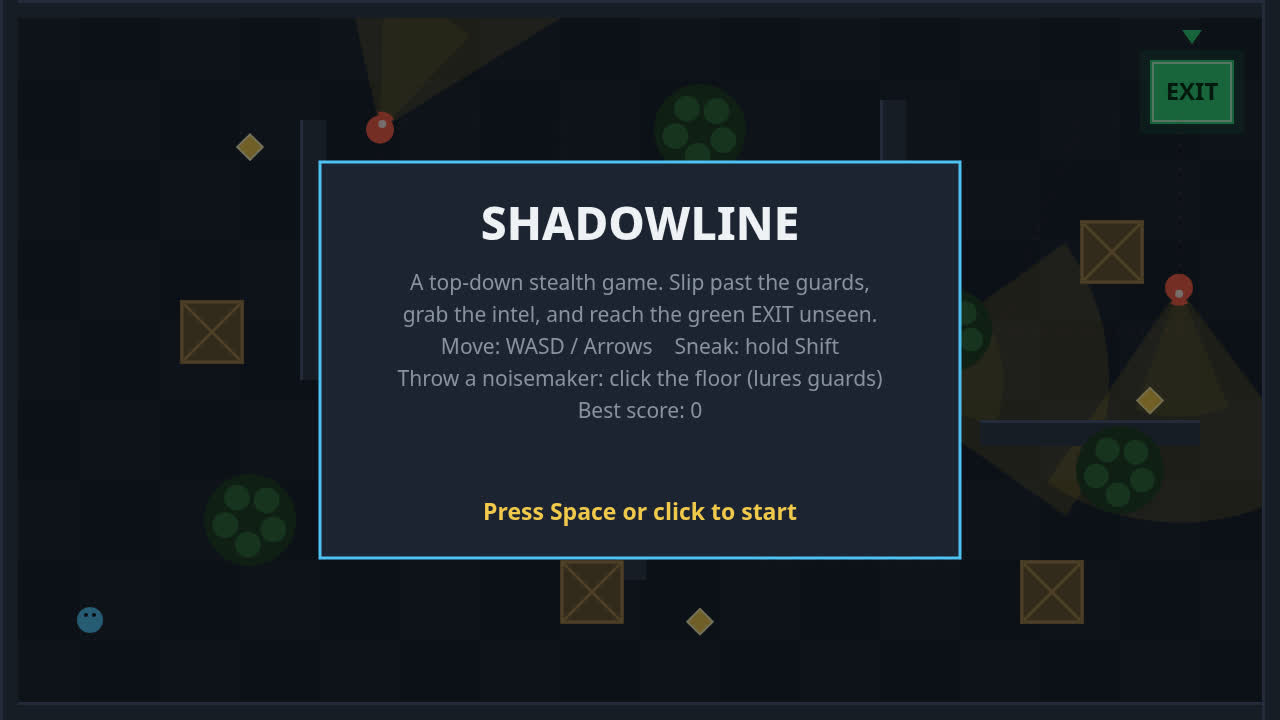 EXIT
SHADOWLINE
A top-down stealth game. Slip past the guards,
grab the intel, and reach the green EXIT unseen.
Move: WASD / Arrows    Sneak: hold Shift
Throw a noisemaker: click the floor (lures guards)
Best score: 0
Press Space or click to start